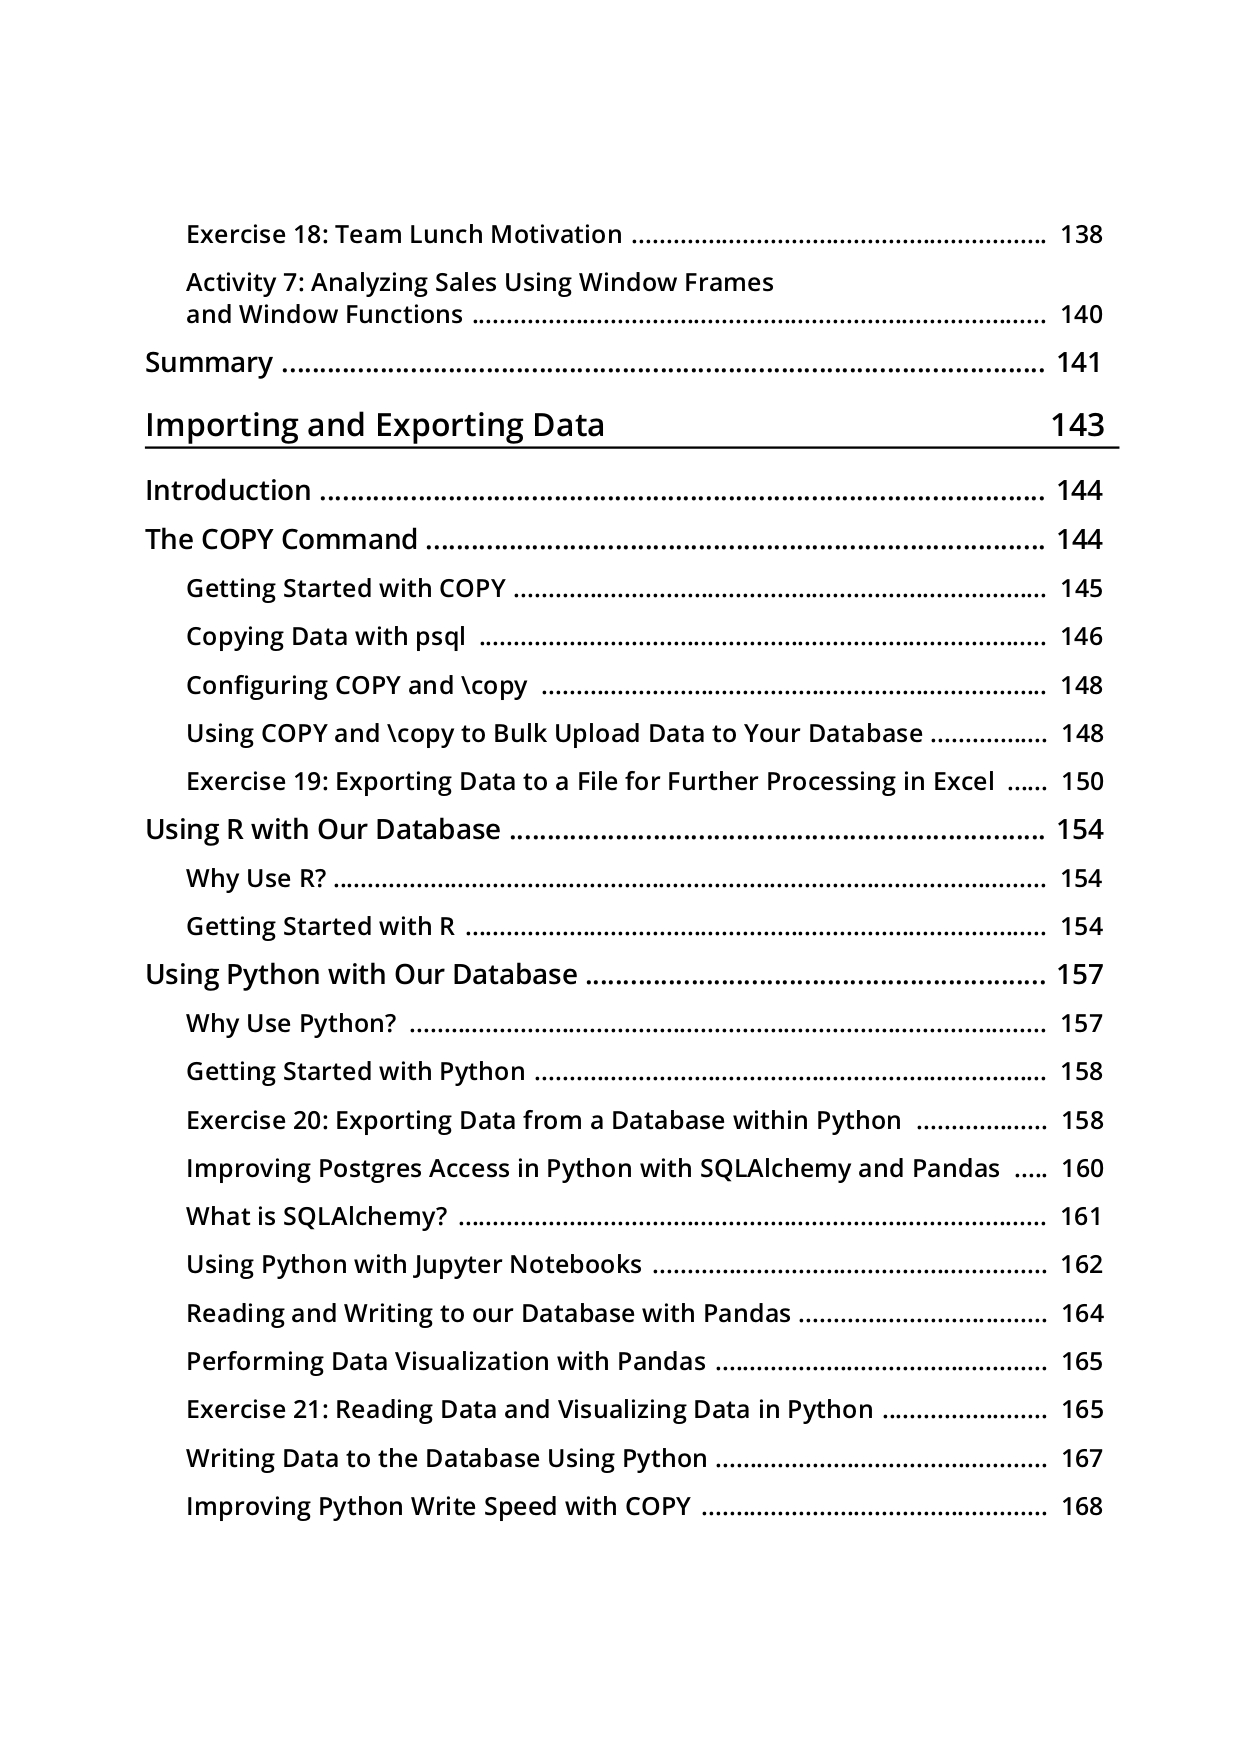 Exercise 18: Team Lunch Motivation ............................................................ 138
Activity 7: Analyzing Sales Using Window Frames
and Window Functions ................................................................................... 140
Summary ..................................................................................................... 141
Importing and Exporting Data 143
Introduction ................................................................................................ 144
The COPY Command .................................................................................. 144
Getting Started with COPY ............................................................................. 145
Copying Data with psql .................................................................................. 146
Configuring COPY and \copy ......................................................................... 148
Using COPY and \copy to Bulk Upload Data to Your Database ................. 148
Exercise 19: Exporting Data to a File for Further Processing in Excel ...... 150
Using R with Our Database ....................................................................... 154
Why Use R? ....................................................................................................... 154
Getting Started with R .................................................................................... 154
Using Python with Our Database ............................................................. 157
Why Use Python? ............................................................................................ 157
Getting Started with Python .......................................................................... 158
Exercise 20: Exporting Data from a Database within Python ................... 158
Improving Postgres Access in Python with SQLAlchemy and Pandas ..... 160
What is SQLAlchemy? ..................................................................................... 161
Using Python with Jupyter Notebooks ......................................................... 162
Reading and Writing to our Database with Pandas .................................... 164
Performing Data Visualization with Pandas ................................................ 165
Exercise 21: Reading Data and Visualizing Data in Python ........................ 165
Writing Data to the Database Using Python ................................................ 167
Improving Python Write Speed with COPY .................................................. 168